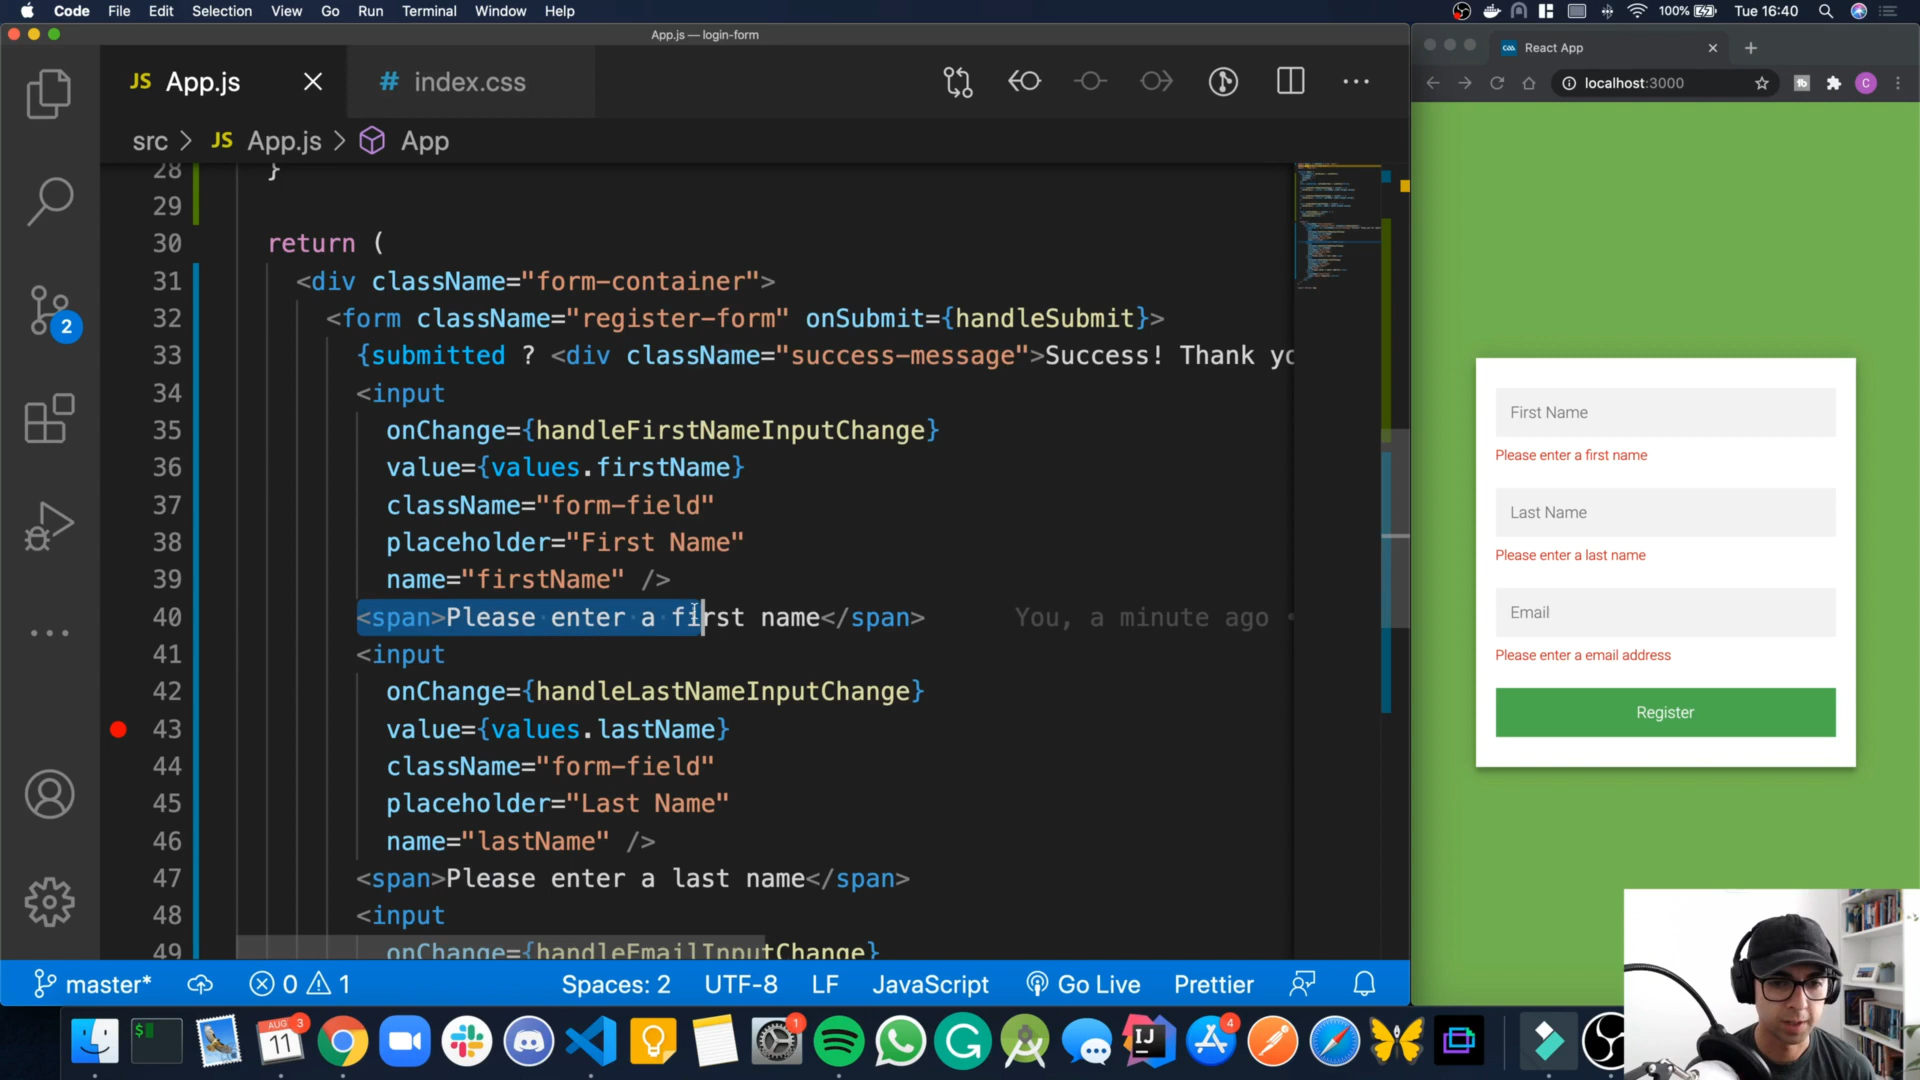 Code File Edit Selection View Go Run Terminal Window Help
100% Tue 16:40
App.js — login-form
JS App.js
# index.css
src > JS App.js > App
28 }
29
30 return (
31 <div className="form-container">
32 <form className="register-form" onSubmit={handleSubmit}>
33 {submitted ? <div className="success-message">Success! Thank yo
34 <input
35 onChange={handleFirstNameInputChange}
36 value={values.firstName}
37 className="form-field"
38 placeholder="First Name"
39 name="firstName" />
40 <span>Please enter a first name</span> You, a minute ago •
41 <input
42 onChange={handleLastNameInputChange}
43 value={values.lastName}
44 className="form-field"
45 placeholder="Last Name"
46 name="lastName" />
47 <span>Please enter a last name</span>
48 <input
49 onChange={handleEmailInputChange}
2
master* 0 1 Spaces: 2 UTF-8 LF JavaScript Go Live Prettier
React App
localhost:3000
C
First Name
Please enter a first name
Last Name
Please enter a last name
Email
Please enter a email address
Register
AUG 3
11
1
4
IJ
$